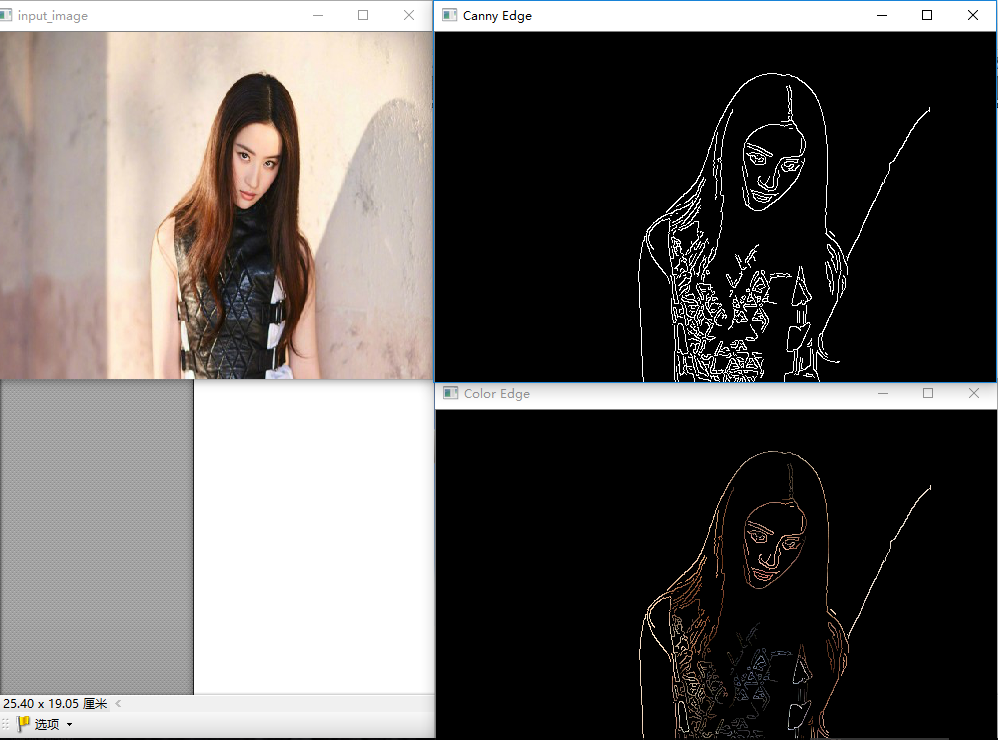 input_image
Canny Edge
Color Edge
25.40 x 19.05 厘米
选项